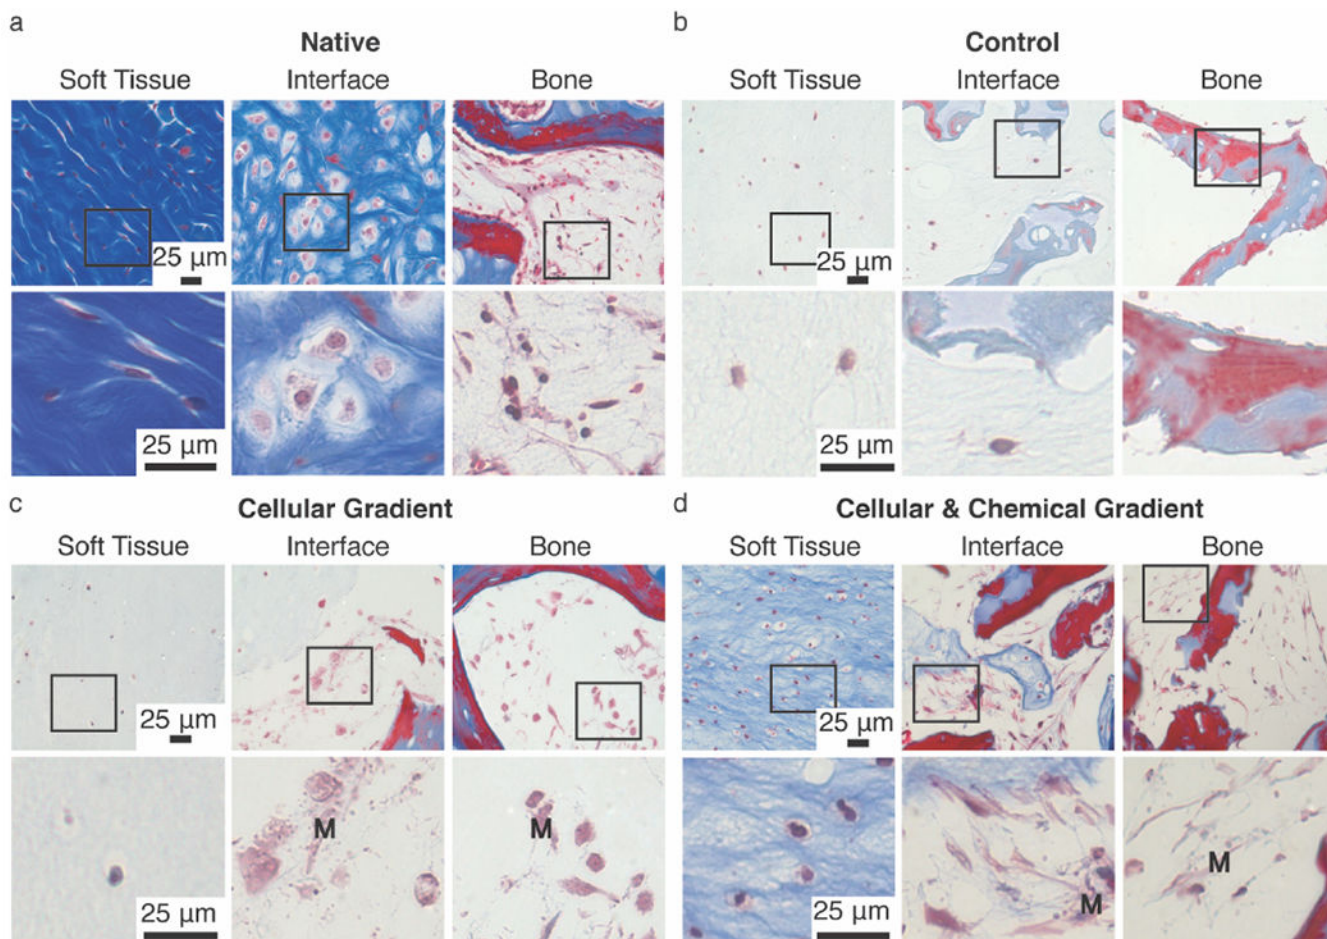 a
Native
Soft Tissue Interface Bone
25 µm
25 µm
b
Control
Soft Tissue Interface Bone
25 µm
25 µm
c
Cellular Gradient
Soft Tissue Interface Bone
25 µm
M M
25 µm
d
Cellular & Chemical Gradient
Soft Tissue Interface Bone
25 µm
M M
25 µm